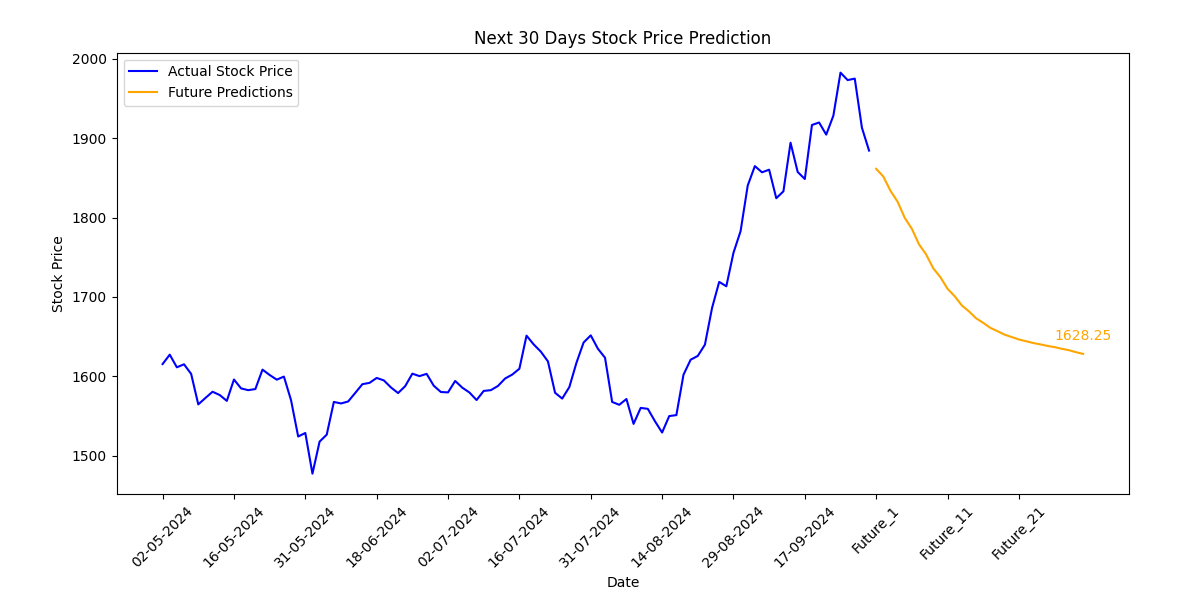 Next 30 Days Stock Price Prediction
Actual Stock Price
Future Predictions
Stock Price
2000
1900
1800
1700
1600
1500
1628.25
02-05-2024
16-05-2024
31-05-2024
18-06-2024
02-07-2024
16-07-2024
31-07-2024
14-08-2024
29-08-2024
17-09-2024
Future_1
Future_11
Future_21
Date